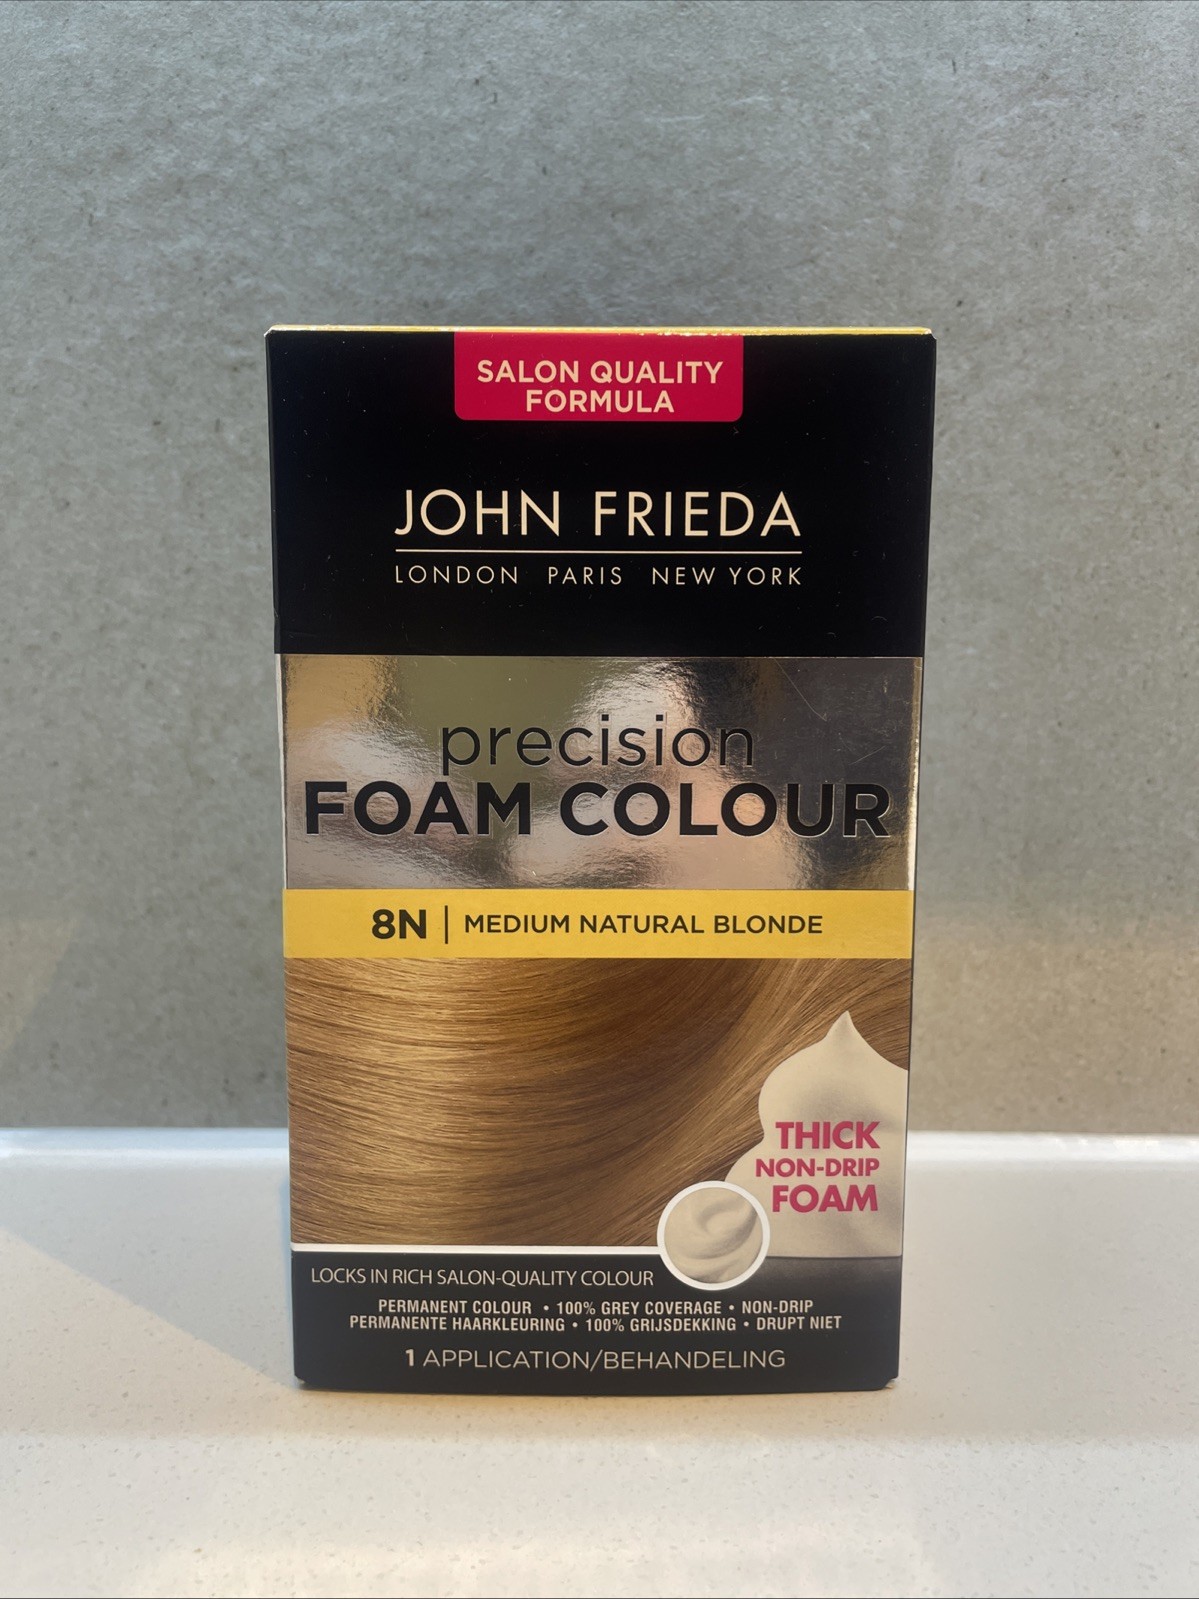 SALON QUALITY
FORMULA
JOHN FRIEDA
LONDON PARIS NEW YORK
precision
FOAM COLOUR
8N | MEDIUM NATURAL BLONDE
THICK
NON-DRIP
FOAM
LOCKS IN RICH SALON-QUALITY COLOUR
PERMANENT COLOUR • 100% GREY COVERAGE • NON-DRIP
PERMANENTE HAARKLEURING • 100% GRIJSDEKKING • DRUPT NIET
1 APPLICATION/BEHANDELING